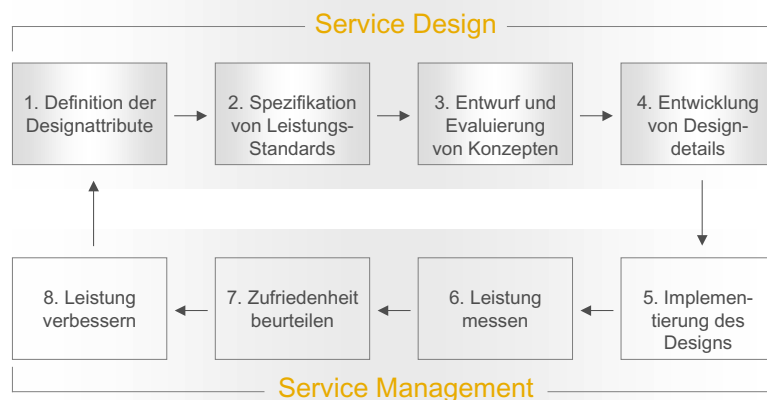 Service Design
1. Definition der
Designattribute
2. Spezifikation
von Leistungs-
Standards
3. Entwurf und
Evaluierung
von Konzepten
4. Entwicklung
von Design-
details
8. Leistung
verbessern
7. Zufriedenheit
beurteilen
6. Leistung
messen
5. Implemen-
tierung des
Designs
Service Management